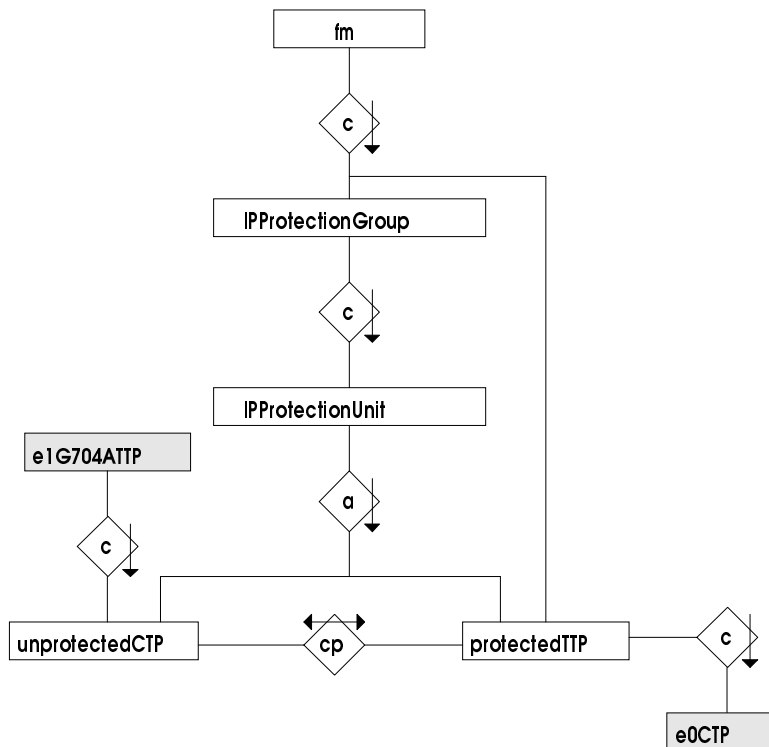 fm
c
IPProtectionGroup
c
IPProtectionUnit
e1G704ATTP
a
c
unprotectedCTP
cp
protectedTTP
c
e0CTP